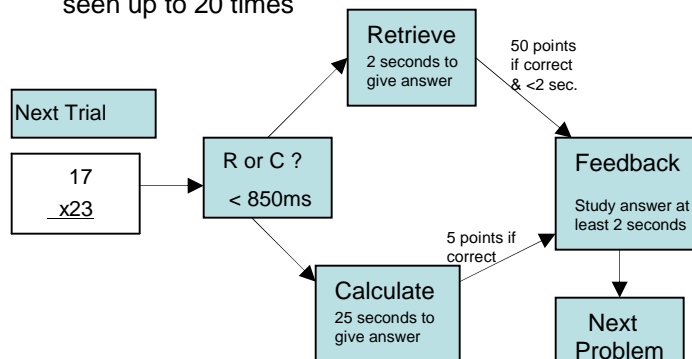 seen up to 20 times
Next Trial
17
x23
R or C ?
< 850ms
Retrieve
2 seconds to
give answer
50 points
if correct
& <2 sec.
Calculate
25 seconds to
give answer
5 points if
correct
Feedback
Study answer at
least 2 seconds
Next
Problem